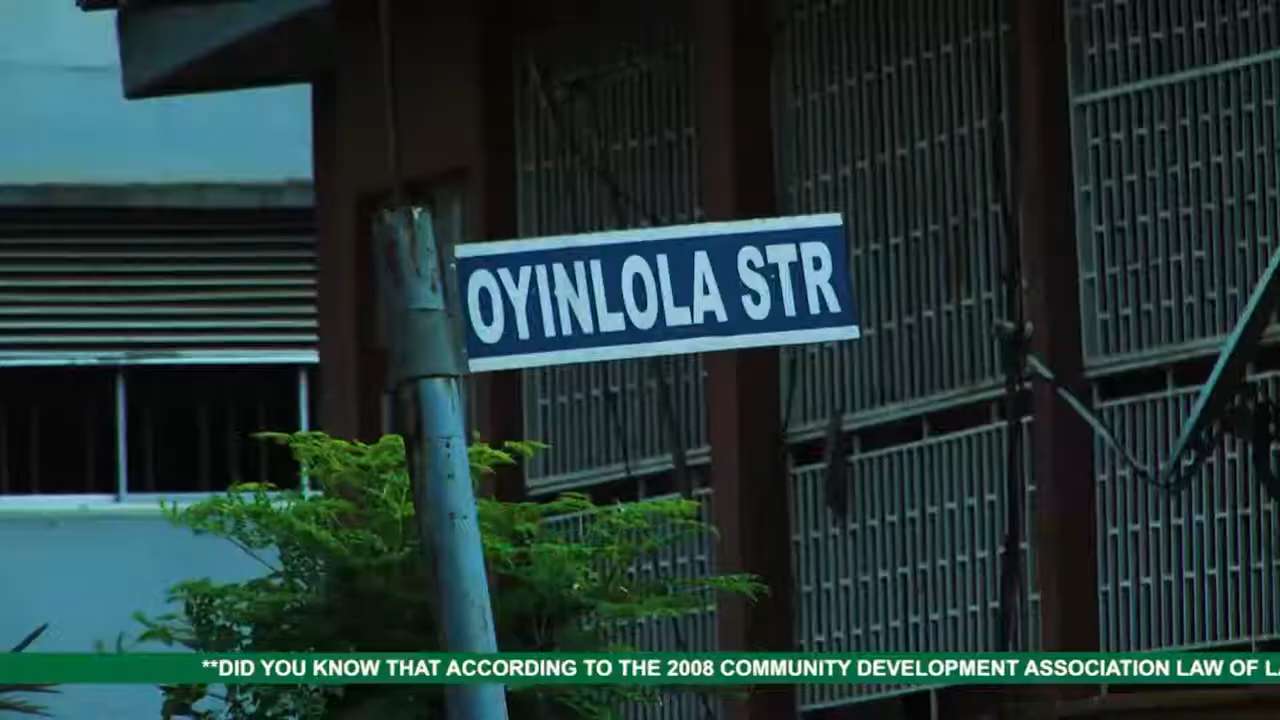 OYINLOLA STR
**DID YOU KNOW THAT ACCORDING TO THE 2008 COMMUNITY DEVELOPMENT ASSOCIATION LAW OF